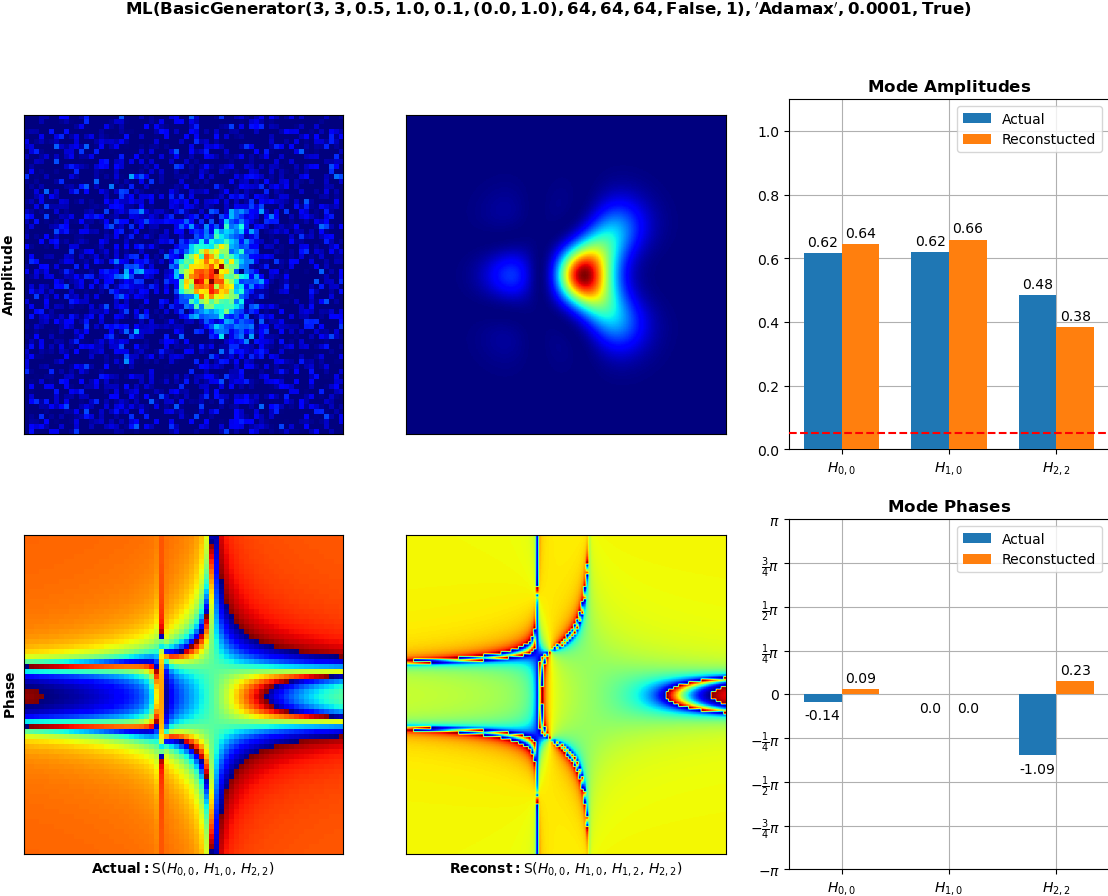 ML(BasicGenerator(3, 3, 0.5, 1.0, 0.1, (0.0, 1.0), 64, 64, 64, False, 1), ′Adamax′, 0.0001, True)
Amplitude
Mode Amplitudes
Actual
Reconstucted
1.0
0.8
0.6
0.4
0.2
0.0
0.62 0.64
0.62 0.66
0.48 0.38
H0,0 H1,0 H2,2
Phase
Actual: S(H0,0, H1,0, H2,2)
Reconst: S(H0,0, H1,0, H1,2, H2,2)
Mode Phases
Actual
Reconstucted
π
3/4π
1/2π
1/4π
0
−1/4π
−1/2π
−3/4π
−π
-0.14 0.09
0.0 0.0
-1.09 0.23
H0,0 H1,0 H2,2